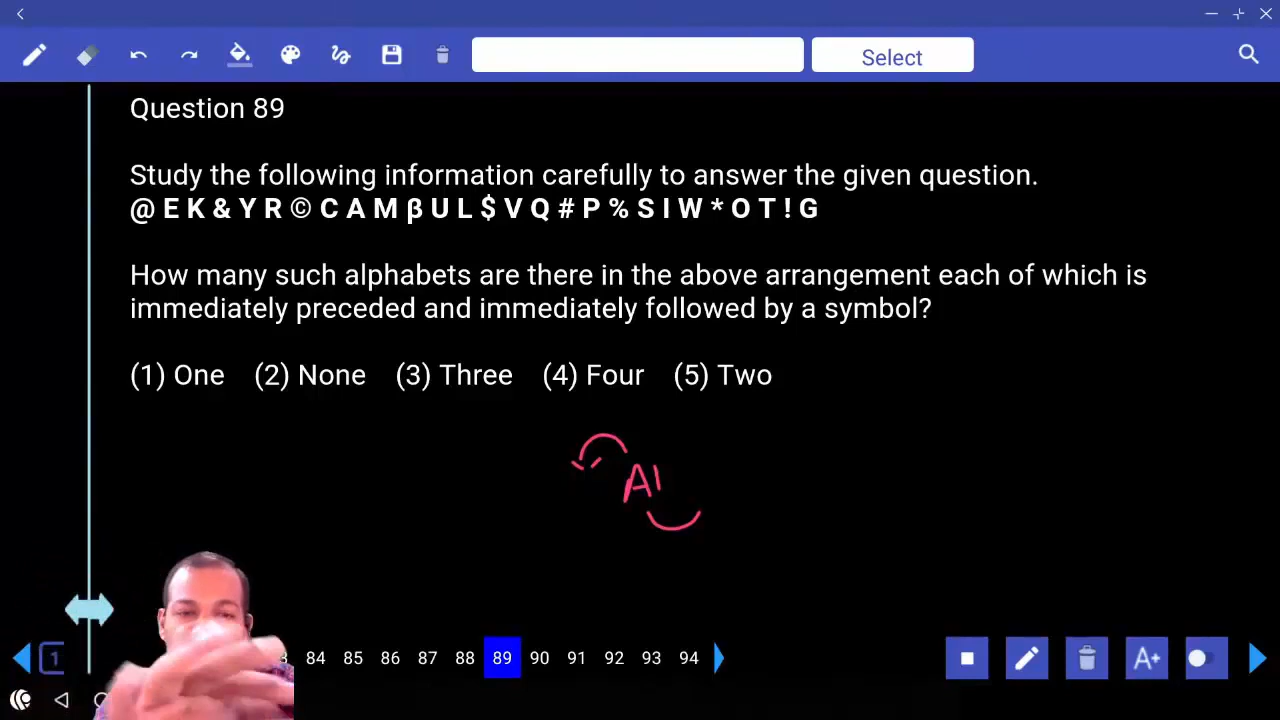 Select
Question 89
Study the following information carefully to answer the given question.
@ E K & Y R © C A M β U L $ V Q # P % S I W * O T ! G
How many such alphabets are there in the above arrangement each of which is
immediately preceded and immediately followed by a symbol?
(1) One (2) None (3) Three (4) Four (5) Two
Al
1 84 85 86 87 88 89 90 91 92 93 94 A+